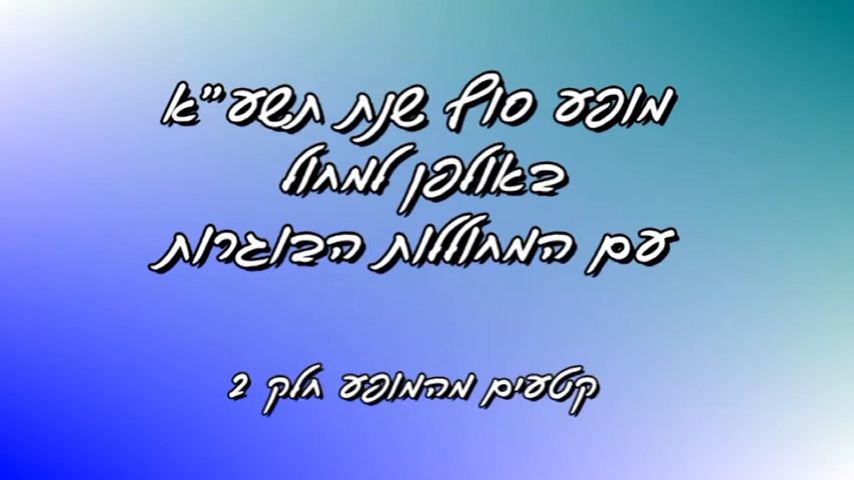 מופע סוף שנת תשע"א
באולפן למחול
עם המחוללות הבוגרות
קטעים מהמופע חלק 2